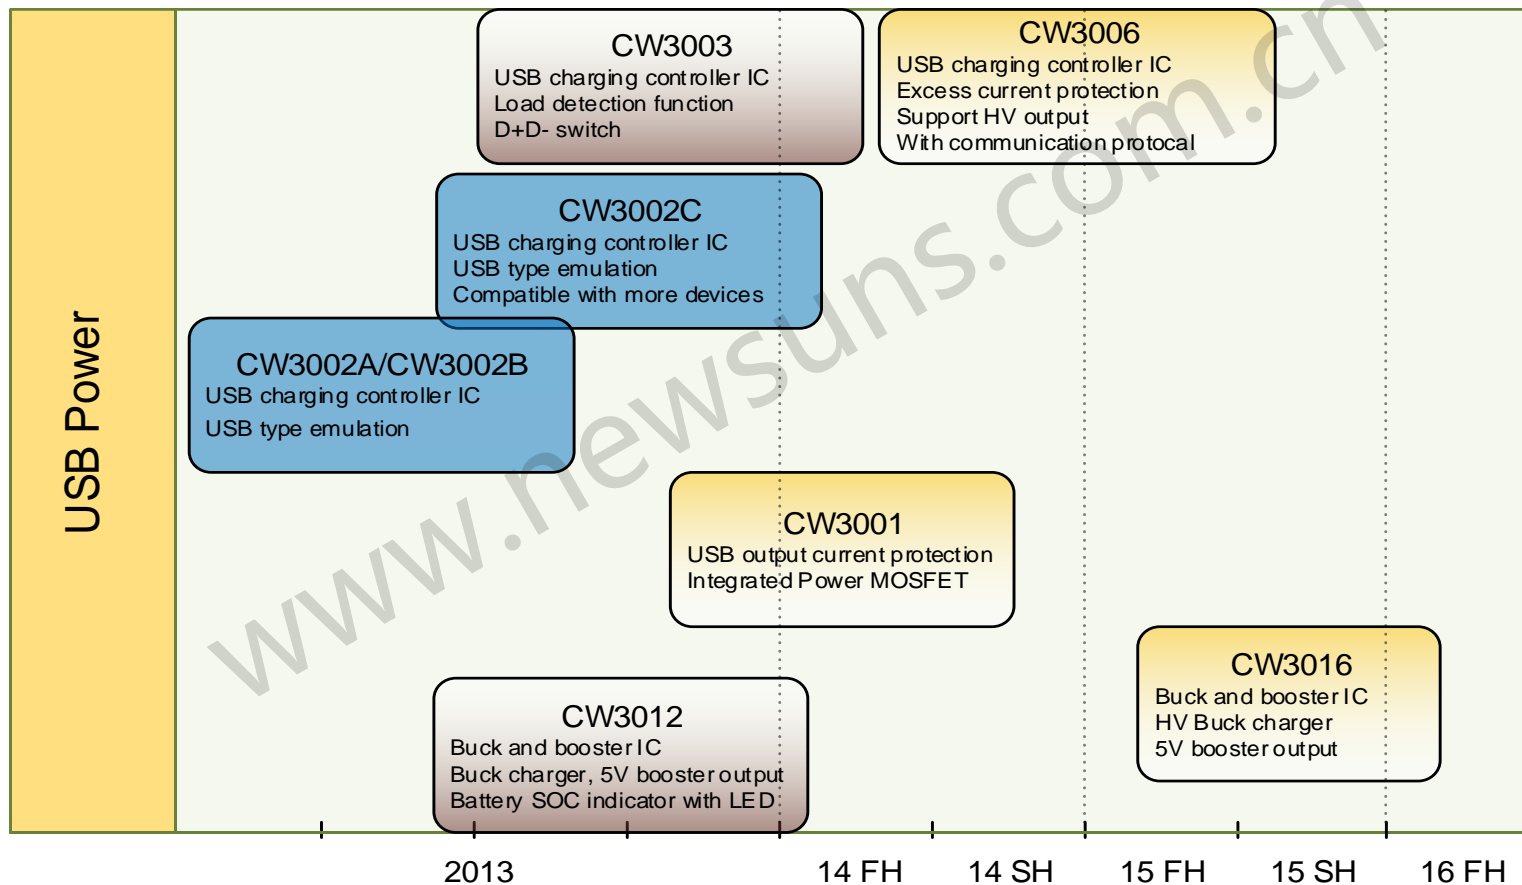 USB Power
CW3003
USB charging controller IC
Load detection function
D+D- switch
CW3006
USB charging controller IC
Excess current protection
Support HV output
With communication protocal
CW3002C
USB charging controller IC
USB type emulation
Compatible with more devices
CW3002A/CW3002B
USB charging controller IC
USB type emulation
CW3001
USB output current protection
Integrated Power MOSFET
CW3016
Buck and booster IC
HV Buck charger
5V booster output
CW3012
Buck and booster IC
Buck charger, 5V booster output
Battery SOC indicator with LED
2013
14 FH
14 SH
15 FH
15 SH
16 FH
www.newsuns.com.cn